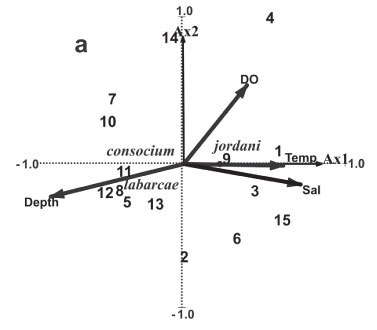 1.0
4
a
14 Ax2
DO
7
10
consocium
jordani
1
9
Temp
-1.0
Ax1 1.0
11
labarcae
12 8
3
Sal
Depth
5
13
15
6
2
-1.0